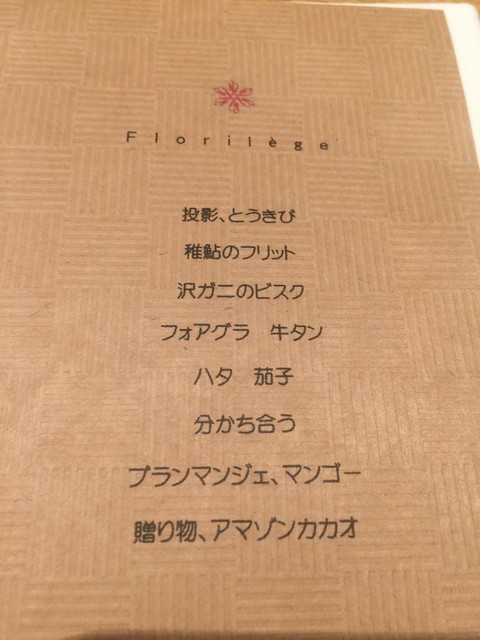 Florilège
投影、とうきび
稚鮎のフリット
沢ガニのビスク
フォアグラ　牛タン
ハタ　茄子
分かち合う
ブランマンジェ、マンゴー
贈り物、アマゾンカカオ